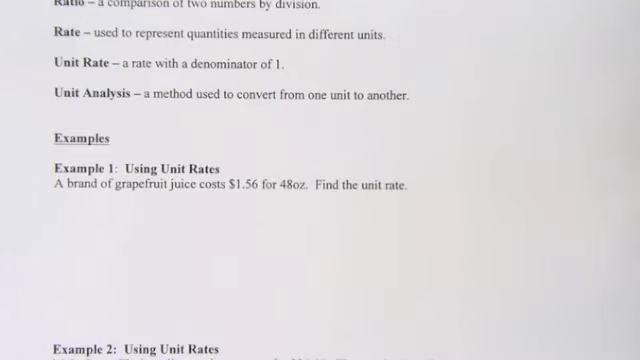 Ratio – a comparison of two numbers by division.
Rate – used to represent quantities measured in different units.
Unit Rate – a rate with a denominator of 1.
Unit Analysis – a method used to convert from one unit to another.
Examples
Example 1: Using Unit Rates
A brand of grapefruit juice costs $1.56 for 48oz. Find the unit rate.
Example 2: Using Unit Rates